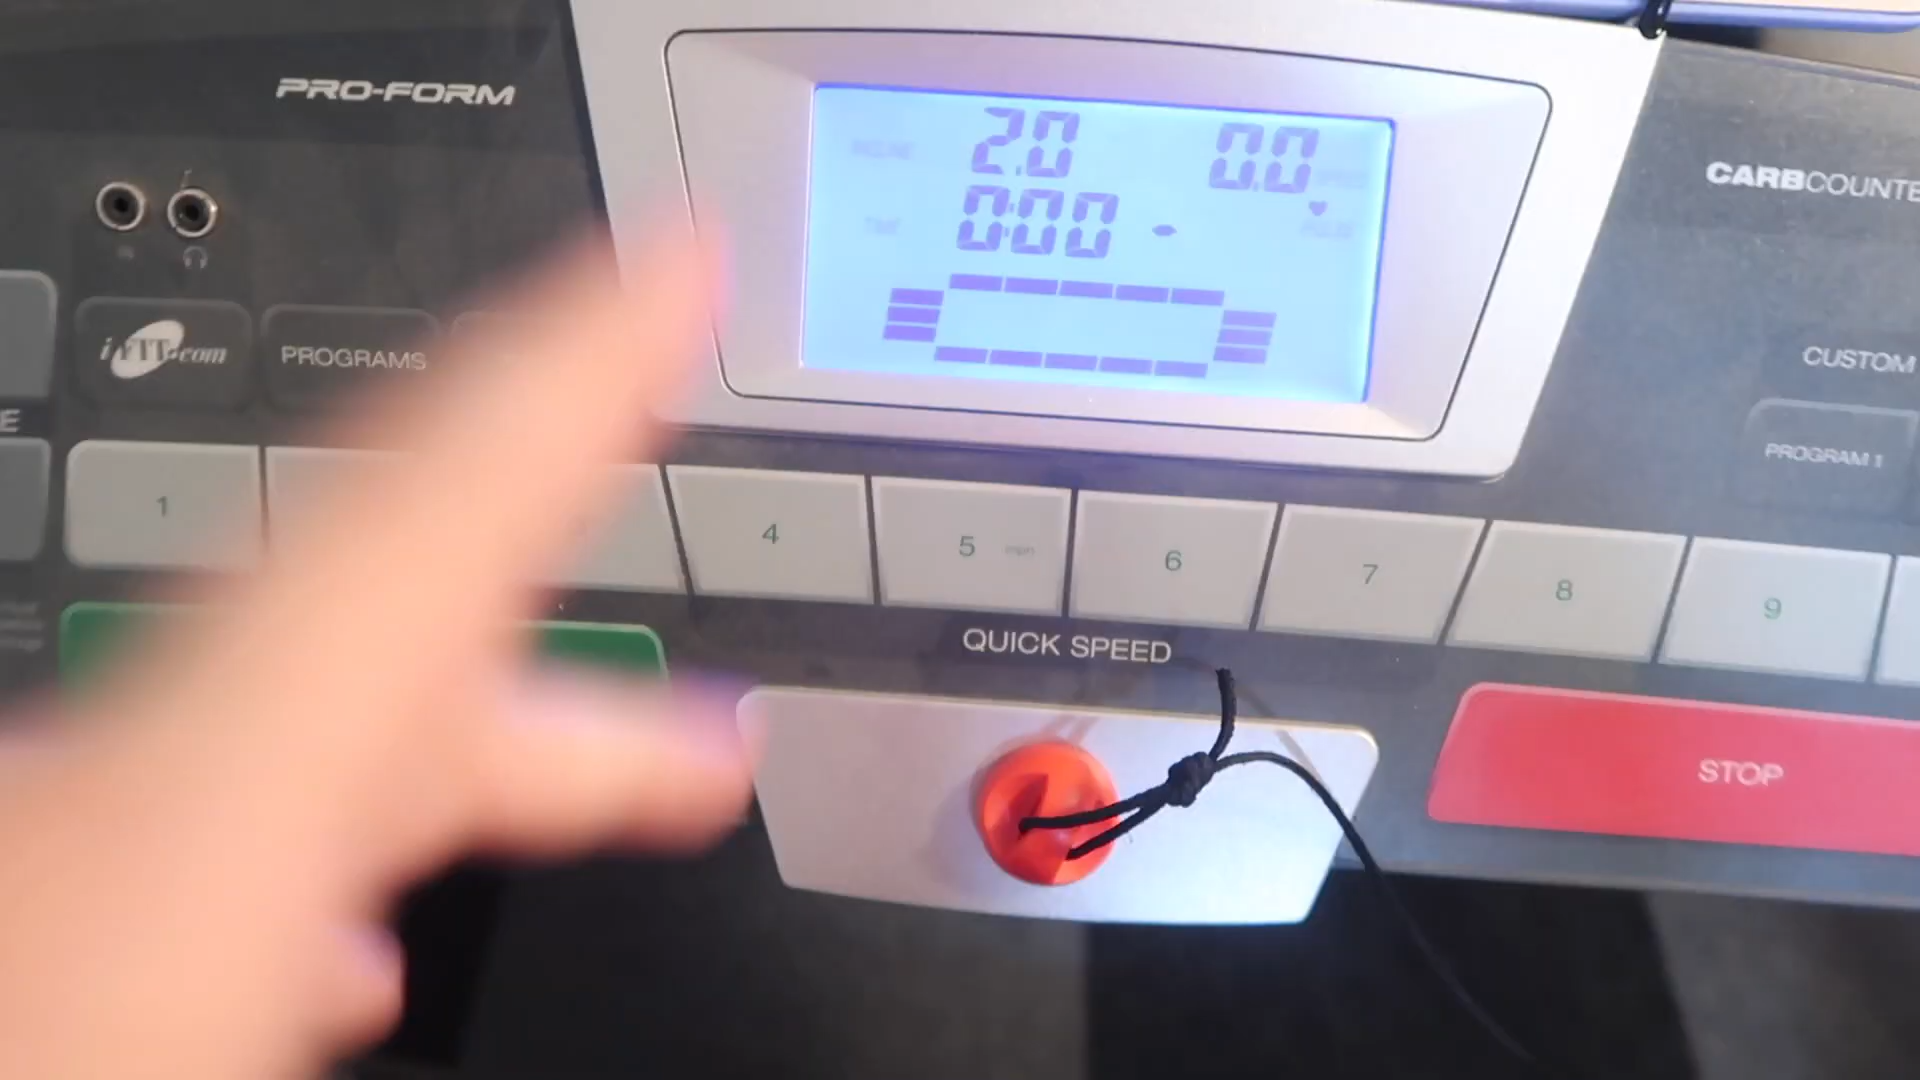 PRO-FORM
2.0 0.0
0:00
CARBCOUNTE
iFIT.com PROGRAMS
CUSTOM
PROGRAM 1
E
1 4 5 mph 6 7 8 9
QUICK SPEED
STOP